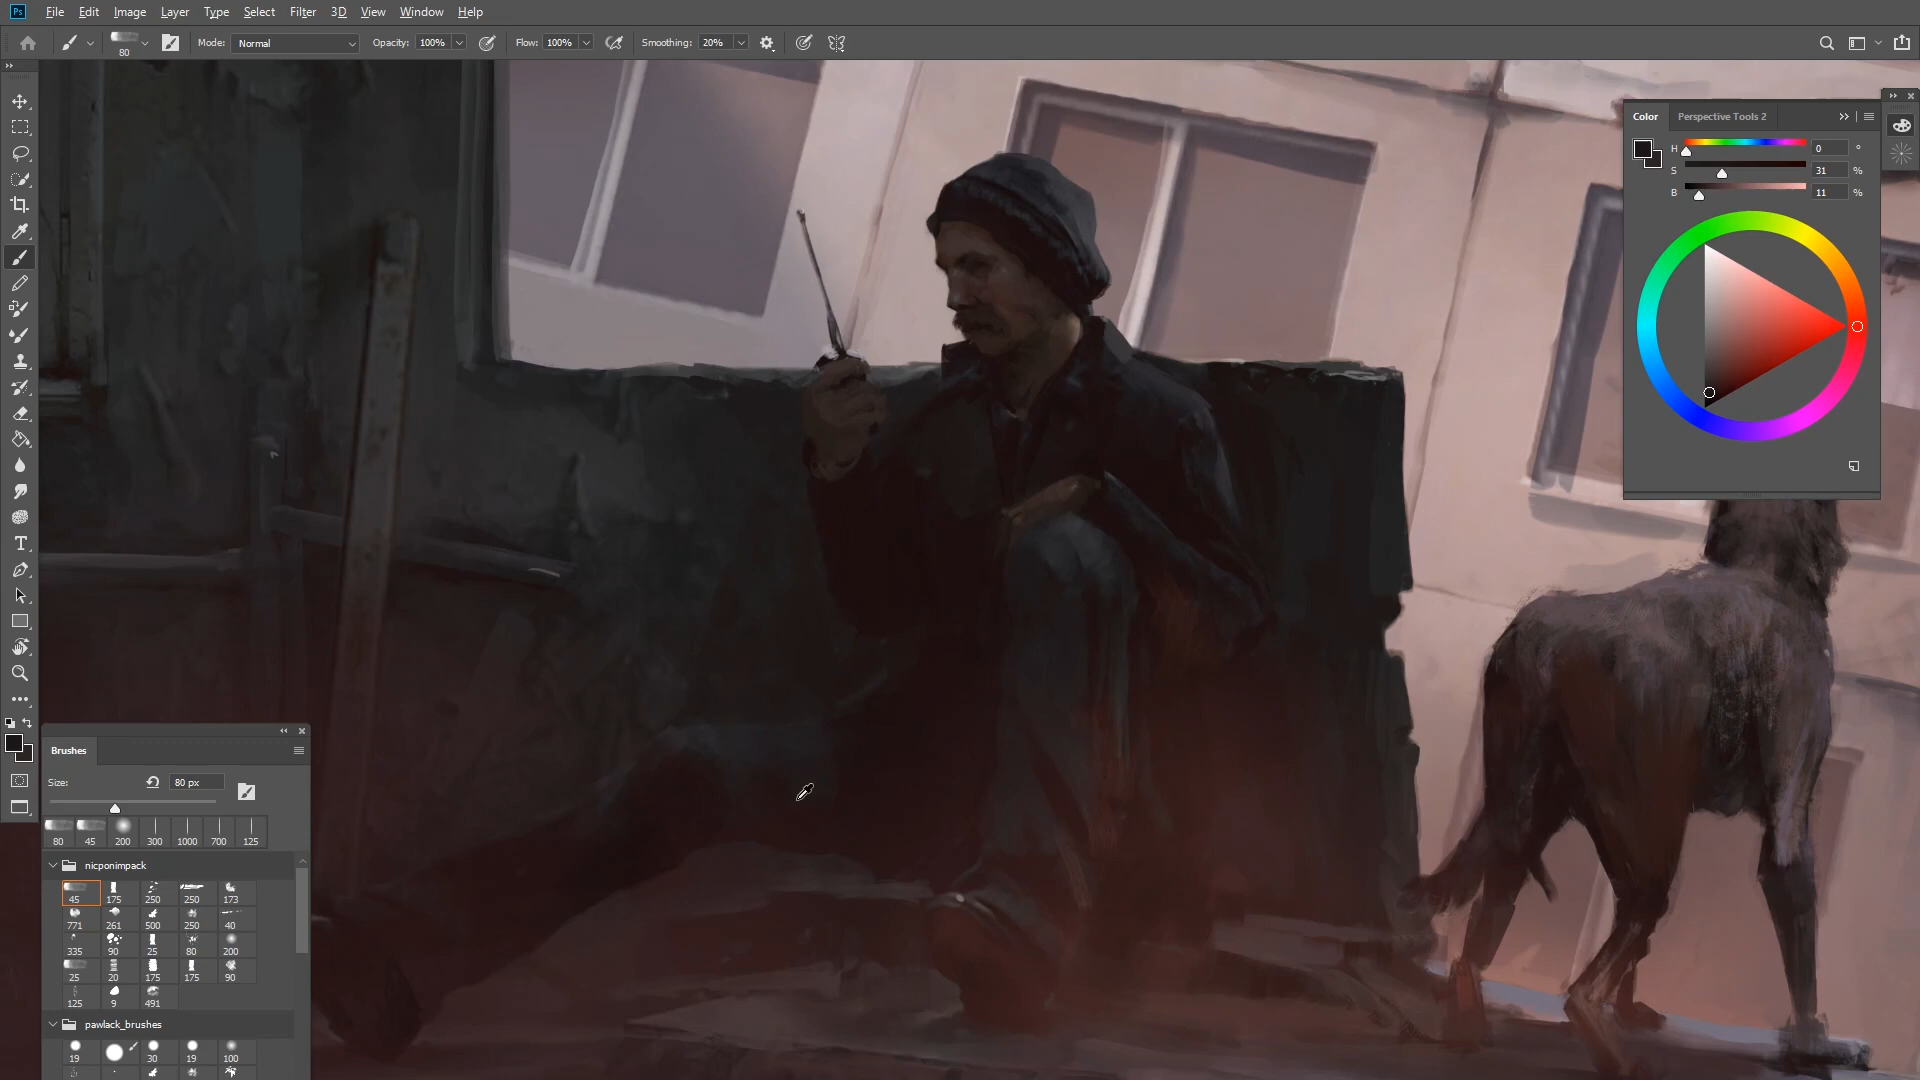 Ps File Edit Image Layer Type Select Filter 3D View Window Help
80 Mode: Normal Opacity: 100% Flow: 100% Smoothing: 20%
Color Perspective Tools 2
H 0 °
S 31 %
B 11 %
T
Brushes
Size: 80 px
80 45 200 300 1000 700 125
nicponimpack
45 175 250 250 173
771 261 500 250 40
335 90 25 80 200
25 20 175 175 90
125 9 491
pawlack_brushes
19 30 19 100